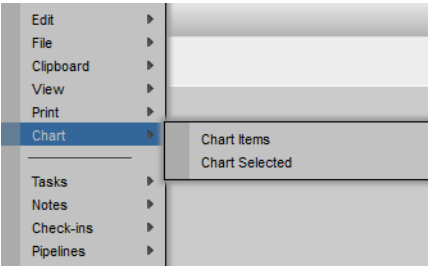 Edit
File
Clipboard
View
Print
Chart
Chart Items
Chart Selected
Tasks
Notes
Check-ins
Pipelines